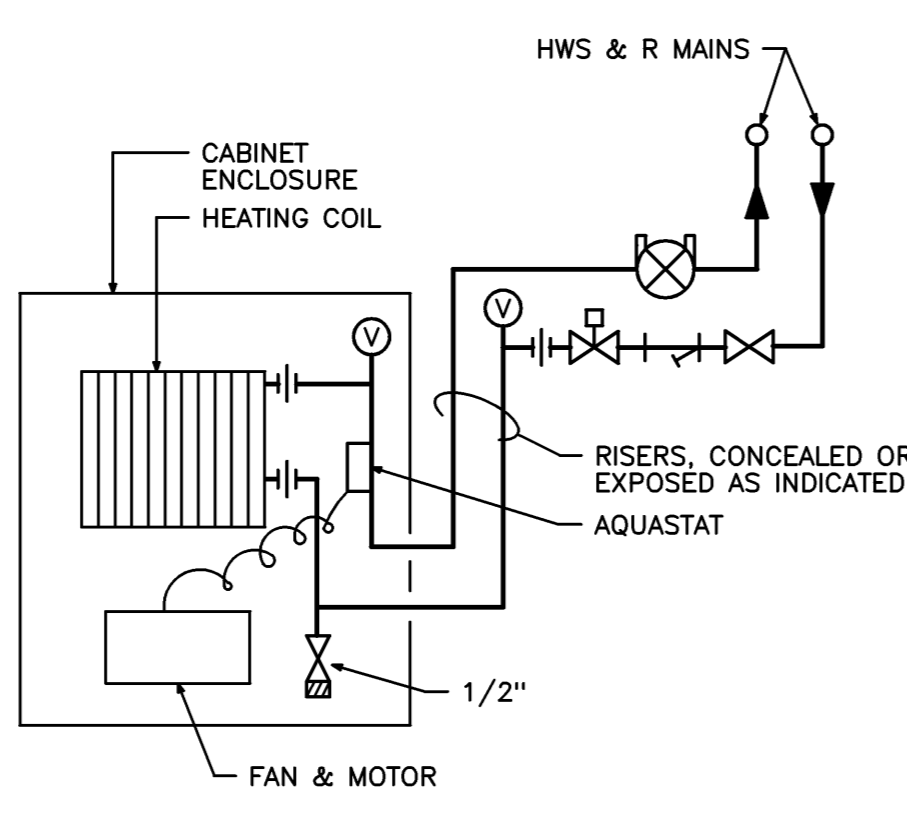 HWS & R MAINS
CABINET
ENCLOSURE
HEATING COIL
V
V
RISERS, CONCEALED OR
EXPOSED AS INDICATED
AQUASTAT
1/2"
FAN & MOTOR